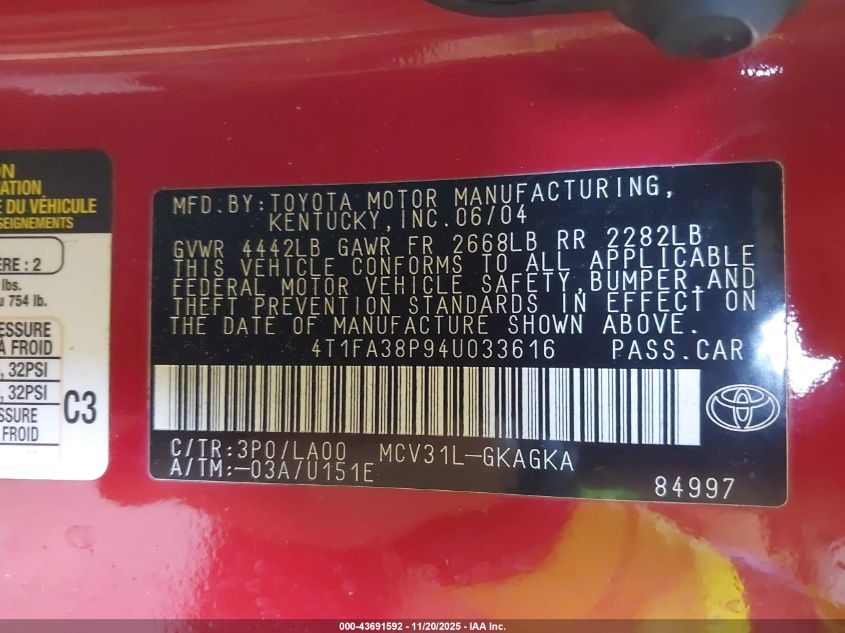 ON
ATION
E DU VÉHICULE
SEIGNEMENTS
ÈRE : 2
lbs.
u 754 lb.
ESSURE
À FROID
, 32PSI
, 32PSI
SSURE
FROID
C3
MFD.BY:TOYOTA MOTOR MANUFACTURING,
KENTUCKY,INC.06/04
GVWR 4442LB GAWR FR 2668LB RR 2282LB
THIS VEHICLE CONFORMS TO ALL APPLICABLE
FEDERAL MOTOR VEHICLE SAFETY,BUMPER,AND
THEFT PREVENTION STANDARDS IN EFFECT ON
THE DATE OF MANUFACTURE SHOWN ABOVE.
4T1FA38P94U033616 PASS.CAR
C/TR:3P0/LA00 MCV31L-GKAGKA
A/TM:-03A/U151E
84997
000-43691592 - 11/20/2025 - IAA Inc.